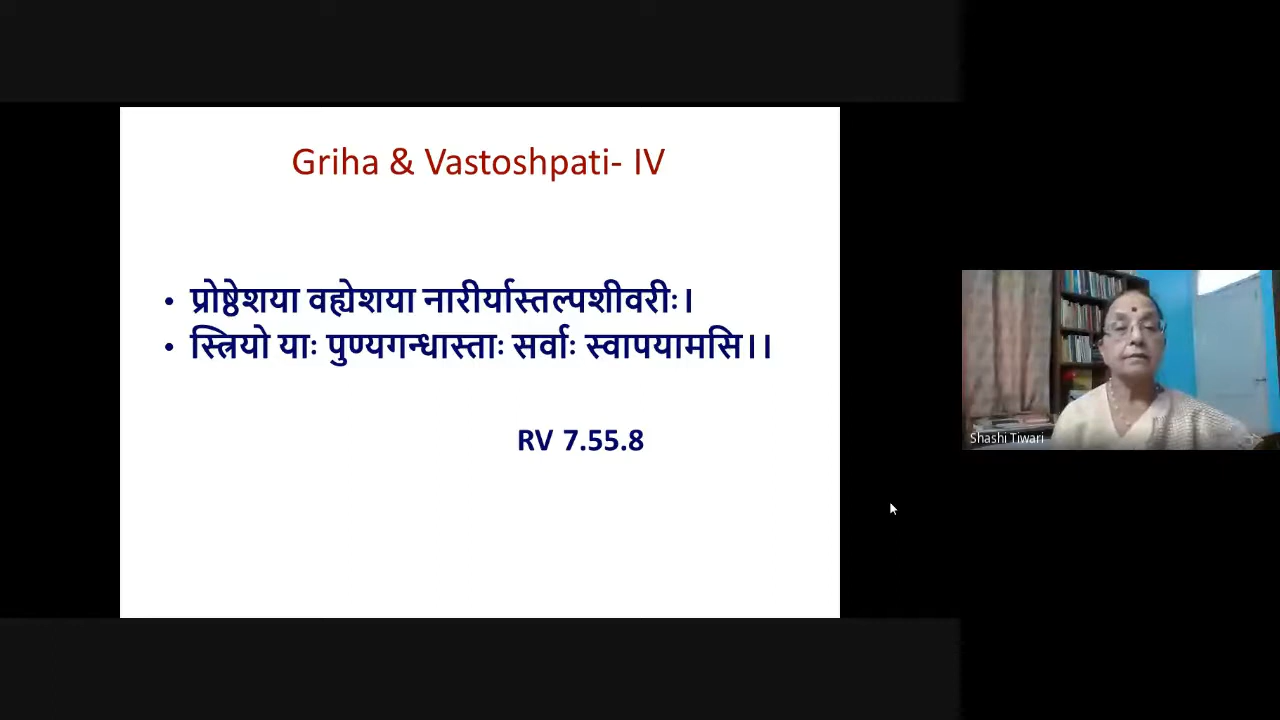 Griha & Vastoshpati- IV
• प्रोष्ठेशया वह्येशया नारीर्यास्तल्पशीवरीः।
• स्त्रियो याः पुण्यगन्धास्ताः सर्वाः स्वापयामसि।।
RV 7.55.8
Shashi Tiwari